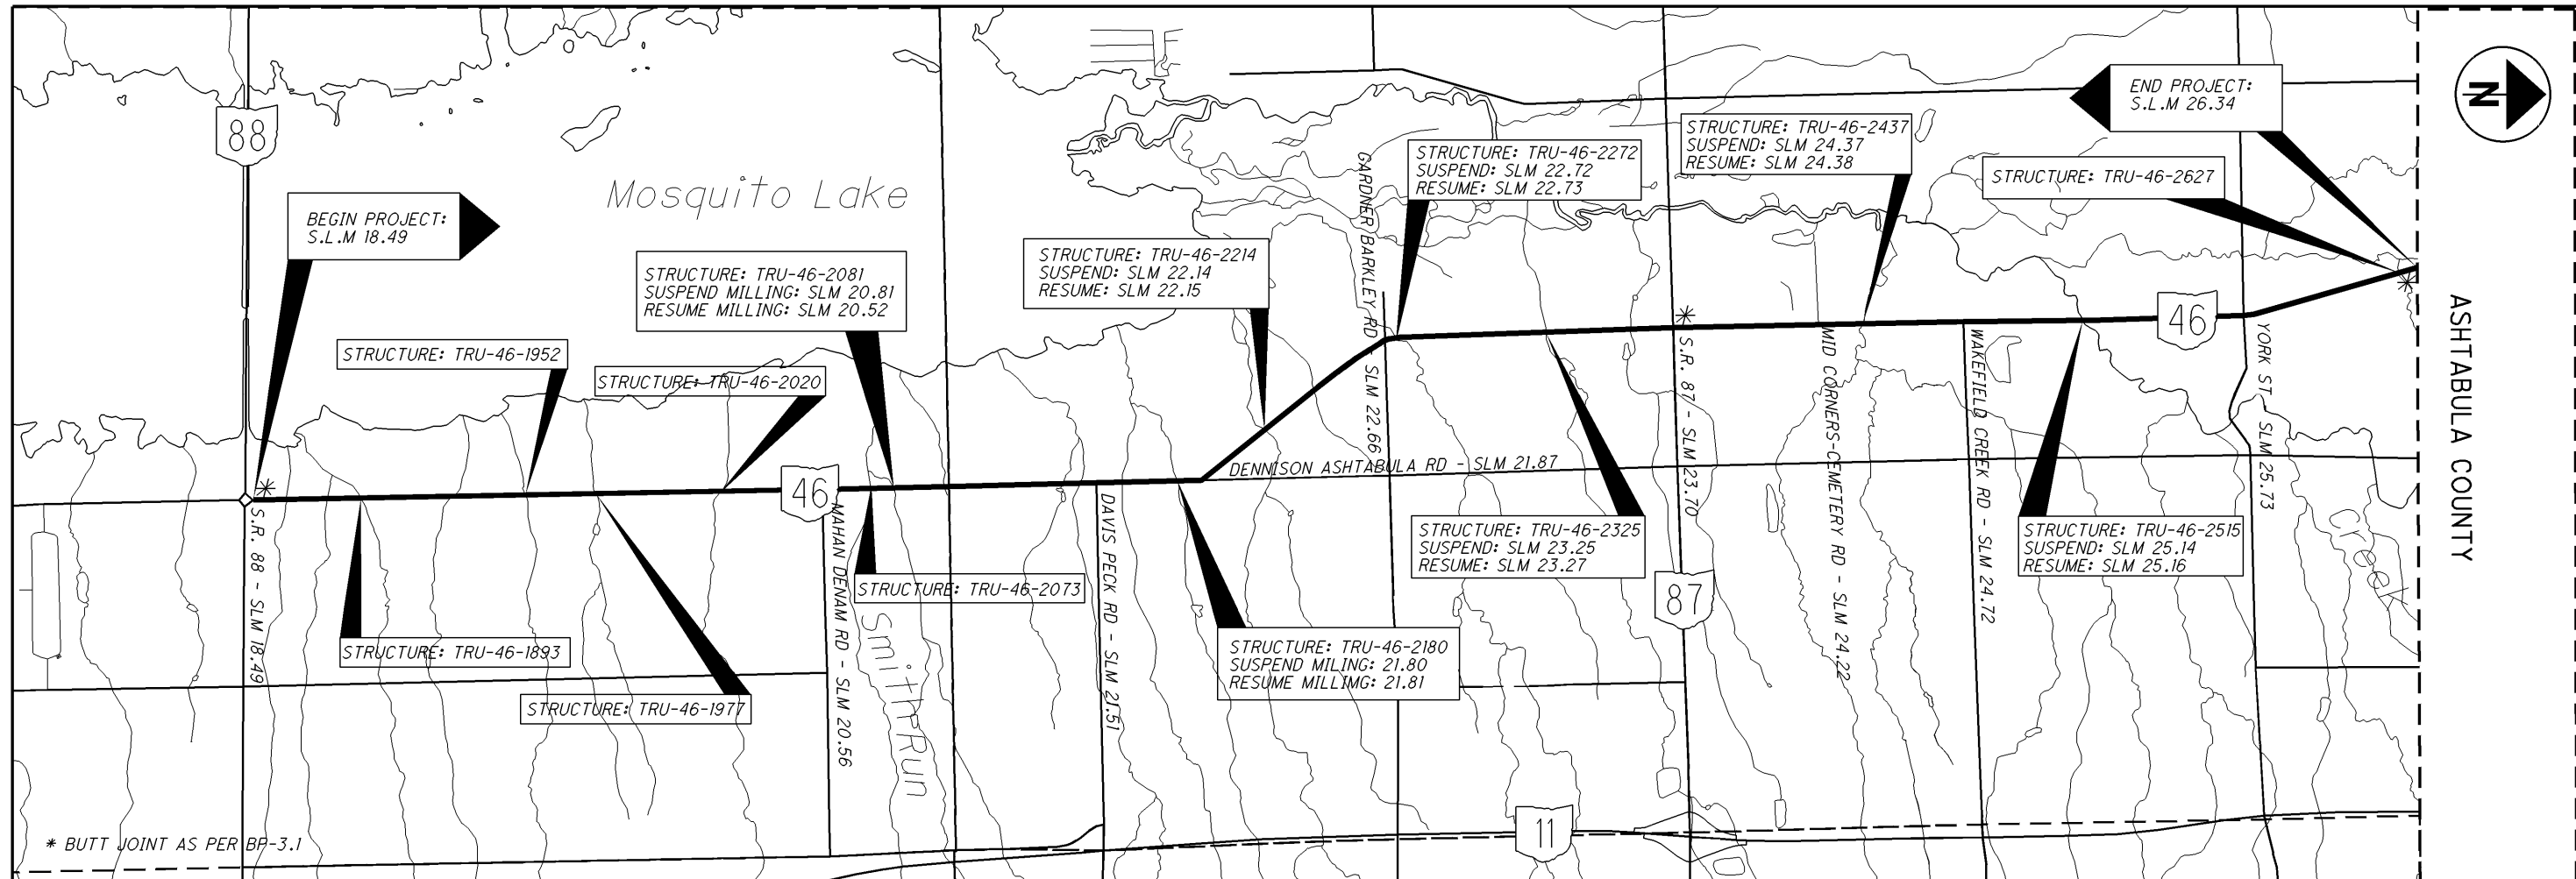 88
Mosquito Lake
BEGIN PROJECT:
S.L.M 18.49
STRUCTURE: TRU-46-1952
STRUCTURE: TRU-46-2020
STRUCTURE: TRU-46-2081
SUSPEND MILLING: SLM 20.81
RESUME MILLING: SLM 20.52
STRUCTURE: TRU-46-2214
SUSPEND: SLM 22.14
RESUME: SLM 22.15
GARDNER BARKLEY RD - SLM 22.66
STRUCTURE: TRU-46-2272
SUSPEND: SLM 22.72
RESUME: SLM 22.73
STRUCTURE: TRU-46-2437
SUSPEND: SLM 24.37
RESUME: SLM 24.38
END PROJECT:
S.L.M 26.34
STRUCTURE: TRU-46-2627
N
ASHTABULA COUNTY
*
*
*
46
46
DENNISON ASHTABULA RD - SLM 21.87
S.R. 88 - SLM 18.49
MAHAN DENAM RD - SLM 20.56
DAVIS PECK RD - SLM 21.51
S.R. 87 - SLM 23.70
MID CORNERS-CEMETERY RD - SLM 24.22
WAKEFIELD CREEK RD - SLM 24.72
YORK ST - SLM 25.73
STRUCTURE: TRU-46-1893
STRUCTURE: TRU-46-1977
STRUCTURE: TRU-46-2073
Smith Run
STRUCTURE: TRU-46-2180
SUSPEND MILING: 21.80
RESUME MILLIMG: 21.81
STRUCTURE: TRU-46-2325
SUSPEND: SLM 23.25
RESUME: SLM 23.27
87
STRUCTURE: TRU-46-2515
SUSPEND: SLM 25.14
RESUME: SLM 25.16
11
* BUTT JOINT AS PER BP-3.1